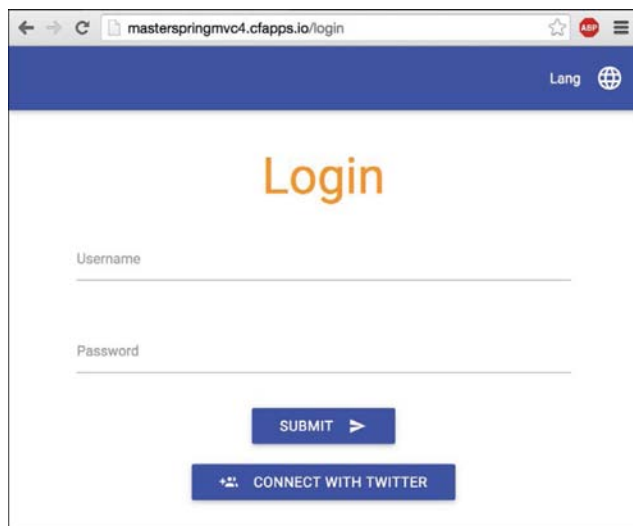 masterspringmvc4.cfapps.io/login
ABP
Lang
Login
Username
Password
SUBMIT
CONNECT WITH TWITTER